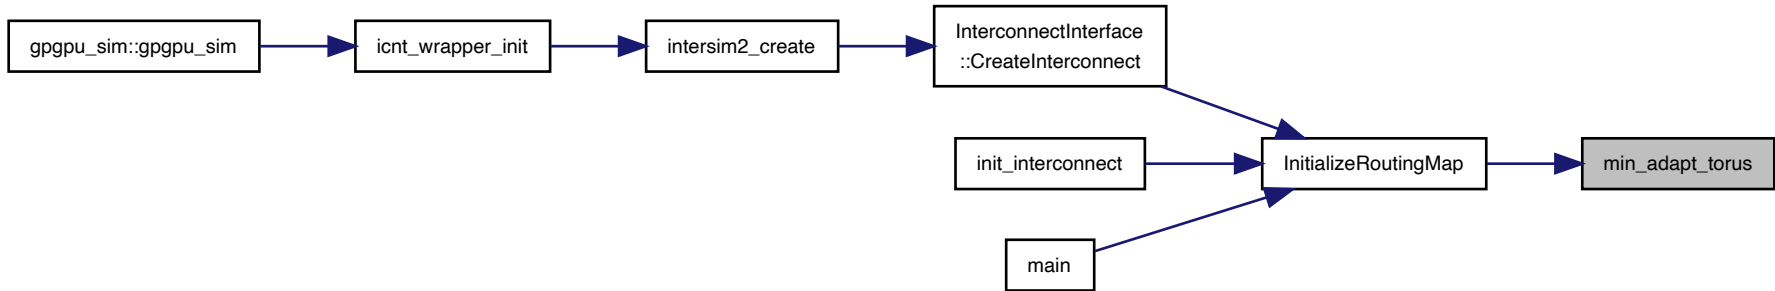 gpgpu_sim::gpgpu_sim
icnt_wrapper_init
intersim2_create
InterconnectInterface
::CreateInterconnect
init_interconnect
InitializeRoutingMap
min_adapt_torus
main